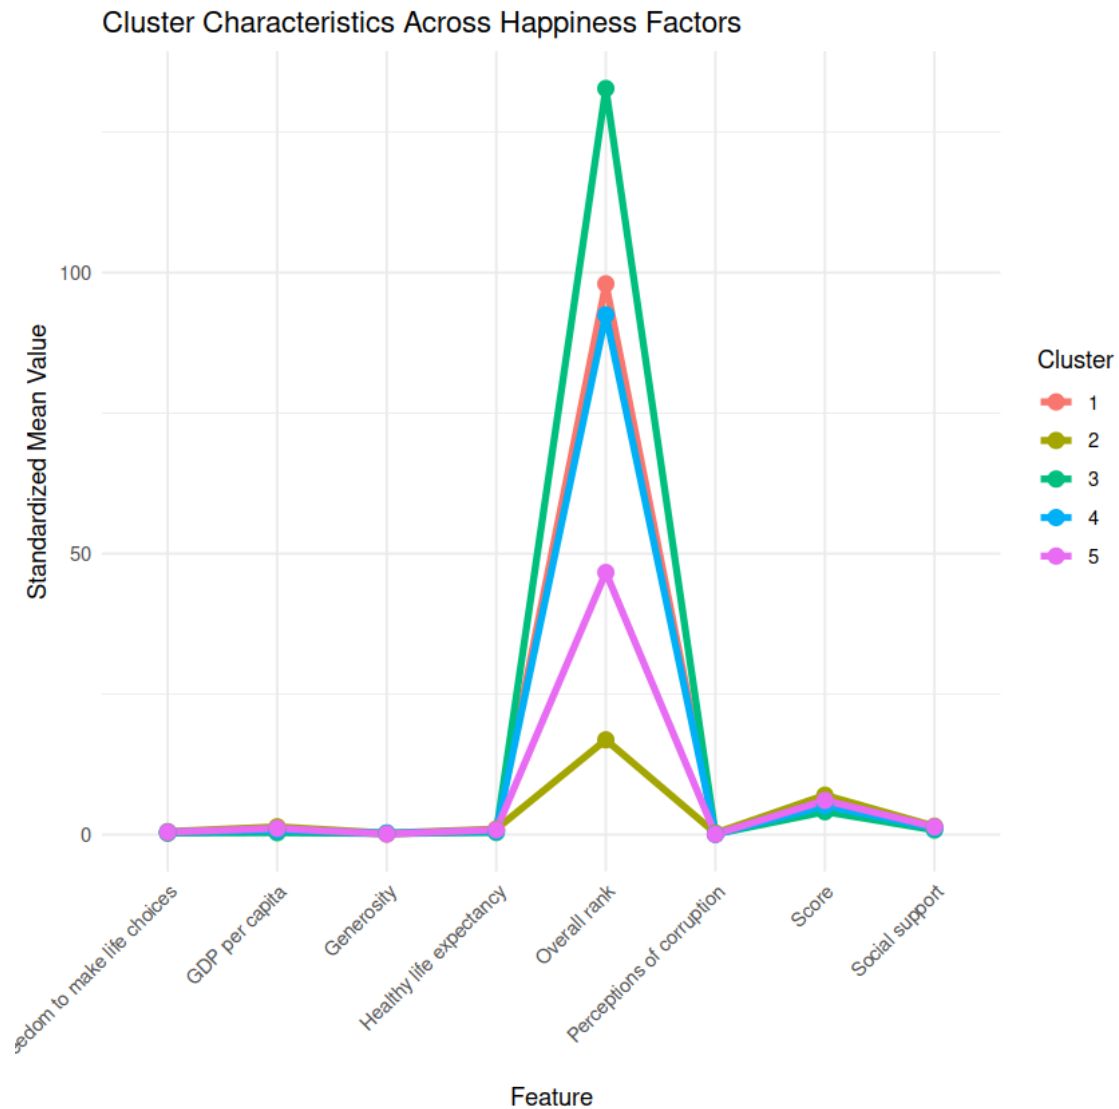 Cluster Characteristics Across Happiness Factors
Standardized Mean Value
100
50
0
eedom to make life choices
GDP per capita
Generosity
Healthy life expectancy
Overall rank
Perceptions of corruption
Score
Social support
Feature
Cluster
1
2
3
4
5